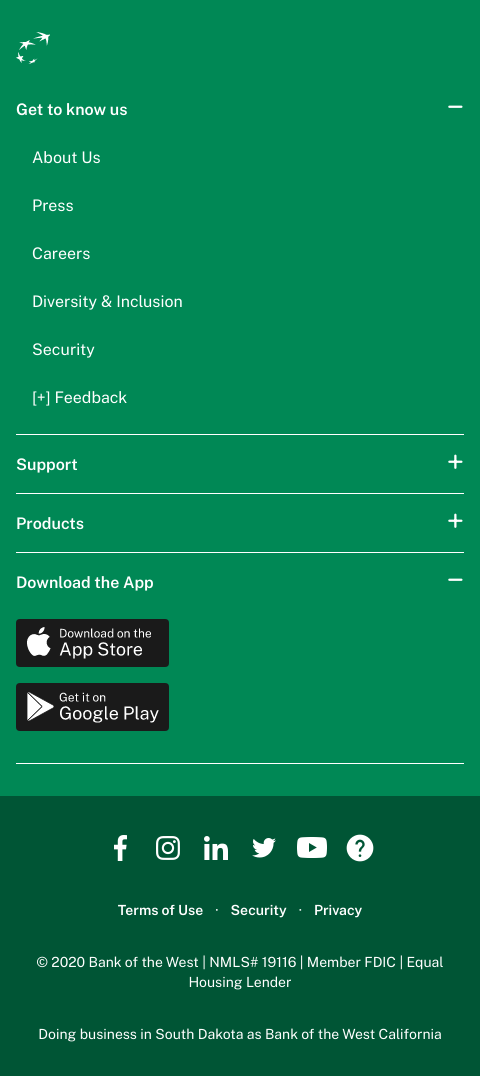 Get to know us
About Us
Press
Careers
Diversity & Inclusion
Security
[+] Feedback
Support
Products
Download the App
Download on the
App Store
Get it on
Google Play
Terms of Use · Security · Privacy
© 2020 Bank of the West | NMLS# 19116 | Member FDIC | Equal
Housing Lender
Doing business in South Dakota as Bank of the West California